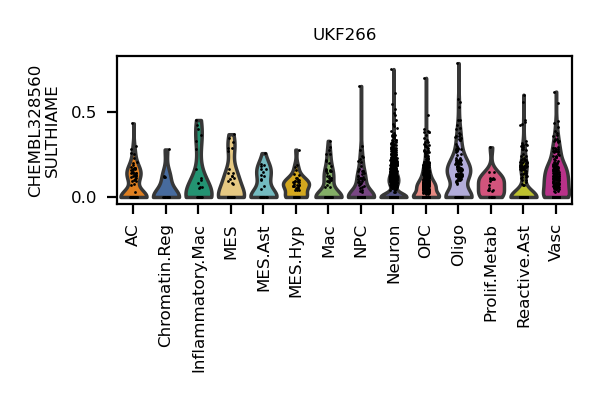 UKF266
CHEMBL328560
SULTHIAME
0.5
0.0
AC
Chromatin.Reg
Inflammatory.Mac
MES
MES.Ast
MES.Hyp
Mac
NPC
Neuron
OPC
Oligo
Prolif.Metab
Reactive.Ast
Vasc